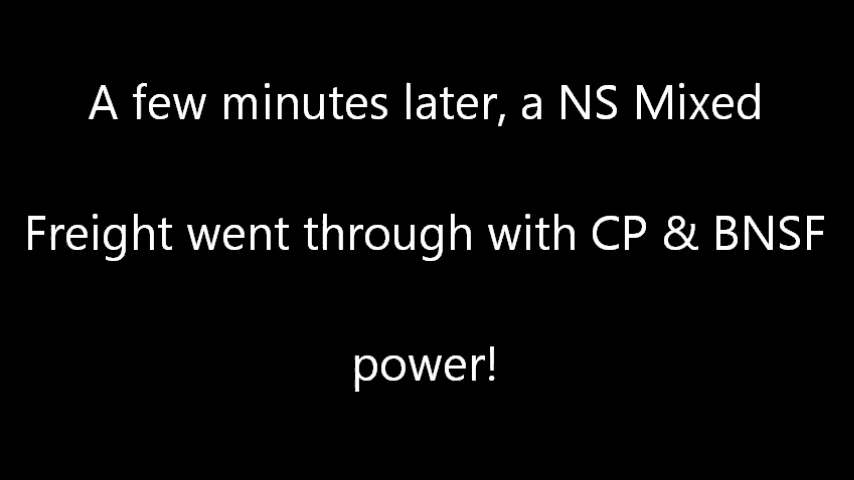 A few minutes later, a NS Mixed
Freight went through with CP & BNSF
power!